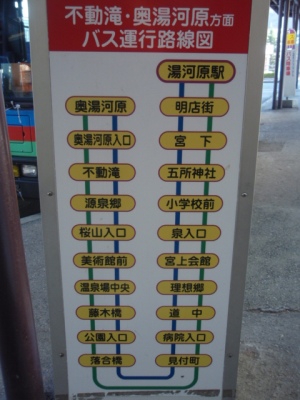 不動滝・奥湯河原方面
バス運行路線図
湯河原駅
奥湯河原
明店街
奥湯河原入口
宮下
不動滝
五所神社
源泉郷
小学校前
桜山入口
泉入口
美術館前
宮上会館
温泉場中央
理想郷
藤木橋
道中
公園入口
病院入口
落合橋
見付町